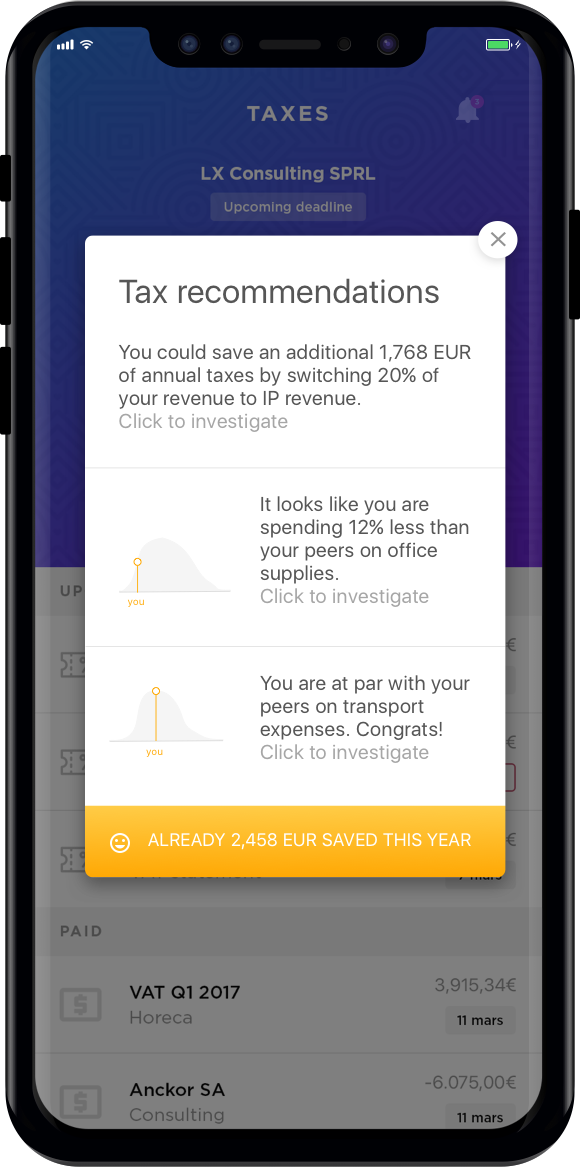 TAXES
3
LX Consulting SPRL
Upcoming deadline
Tax recommendations
You could save an additional 1,768 EUR
of annual taxes by switching 20% of
your revenue to IP revenue.
Click to investigate
It looks like you are
spending 12% less than
your peers on office
supplies.
Click to investigate
you
UP
€
€
You are at par with your
peers on transport
expenses. Congrats!
Click to investigate
you
€
ALREADY 2,458 EUR SAVED THIS YEAR
7 mars
PAID
VAT Q1 2017
3,915,34€
Horeca
11 mars
Anckor SA
-6.075,00€
Consulting
11 mars